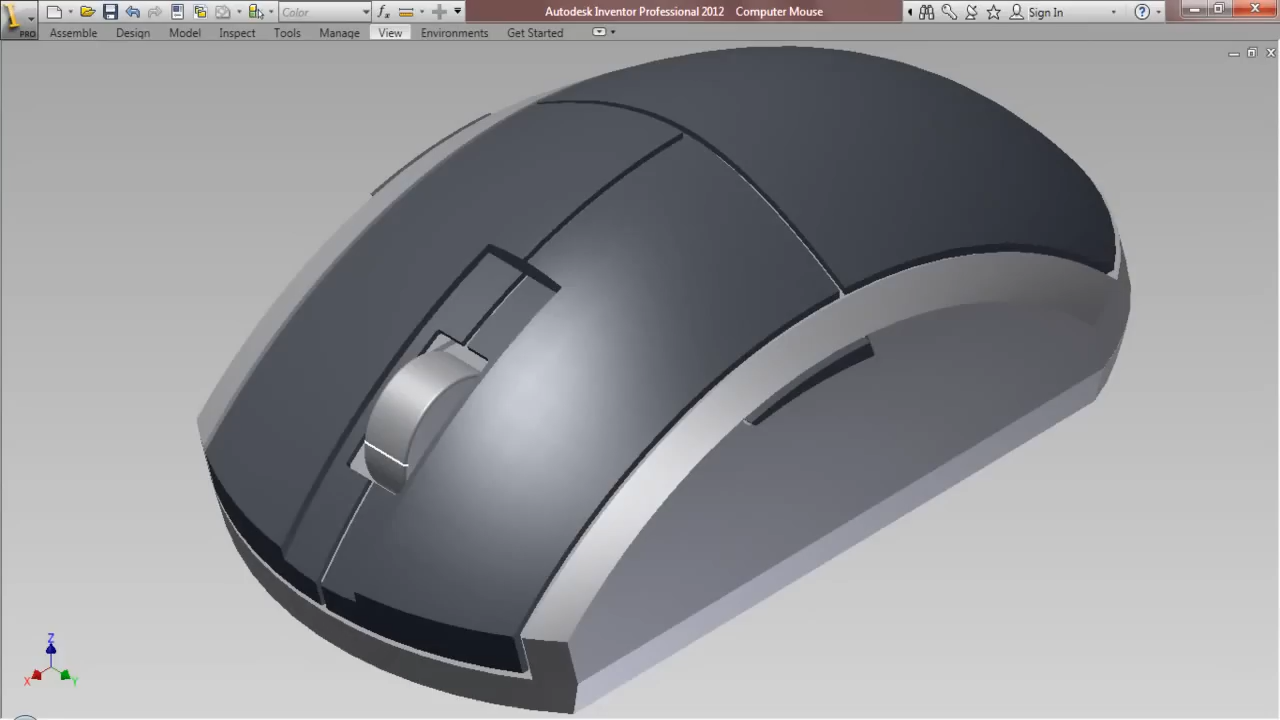 Color
fx
Autodesk Inventor Professional 2012 Computer Mouse
Sign In
PRO
Assemble Design Model Inspect Tools Manage View Environments Get Started
Z
X Y